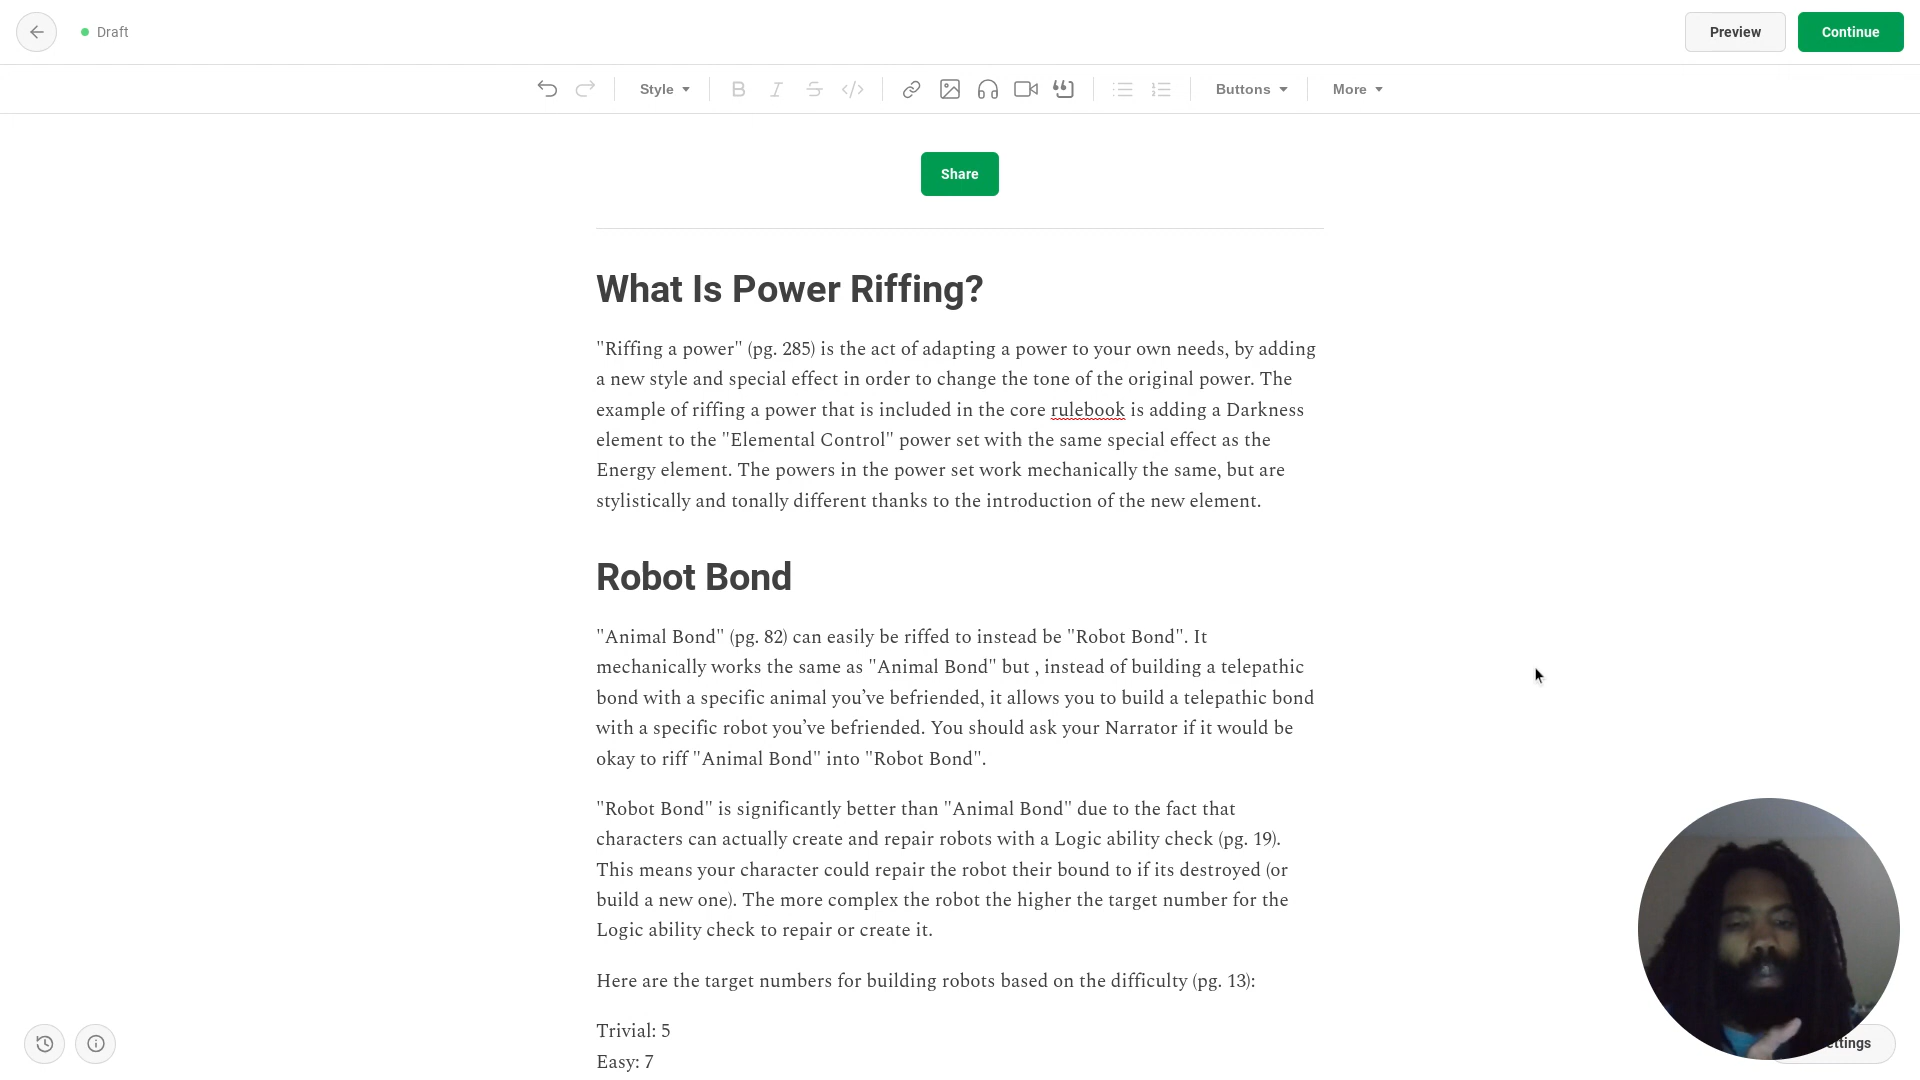 Draft
Preview
Continue
Style
Buttons
More
Share
What Is Power Riffing?
"Riffing a power" (pg. 285) is the act of adapting a power to your own needs, by adding
a new style and special effect in order to change the tone of the original power. The
example of riffing a power that is included in the core rulebook is adding a Darkness
element to the "Elemental Control" power set with the same special effect as the
Energy element. The powers in the power set work mechanically the same, but are
stylistically and tonally different thanks to the introduction of the new element.
Robot Bond
"Animal Bond" (pg. 82) can easily be riffed to instead be "Robot Bond". It
mechanically works the same as "Animal Bond" but , instead of building a telepathic
bond with a specific animal you’ve befriended, it allows you to build a telepathic bond
with a specific robot you’ve befriended. You should ask your Narrator if it would be
okay to riff "Animal Bond" into "Robot Bond".
"Robot Bond" is significantly better than "Animal Bond" due to the fact that
characters can actually create and repair robots with a Logic ability check (pg. 19).
This means your character could repair the robot their bound to if its destroyed (or
build a new one). The more complex the robot the higher the target number for the
Logic ability check to repair or create it.
Here are the target numbers for building robots based on the difficulty (pg. 13):
Trivial: 5
Easy: 7